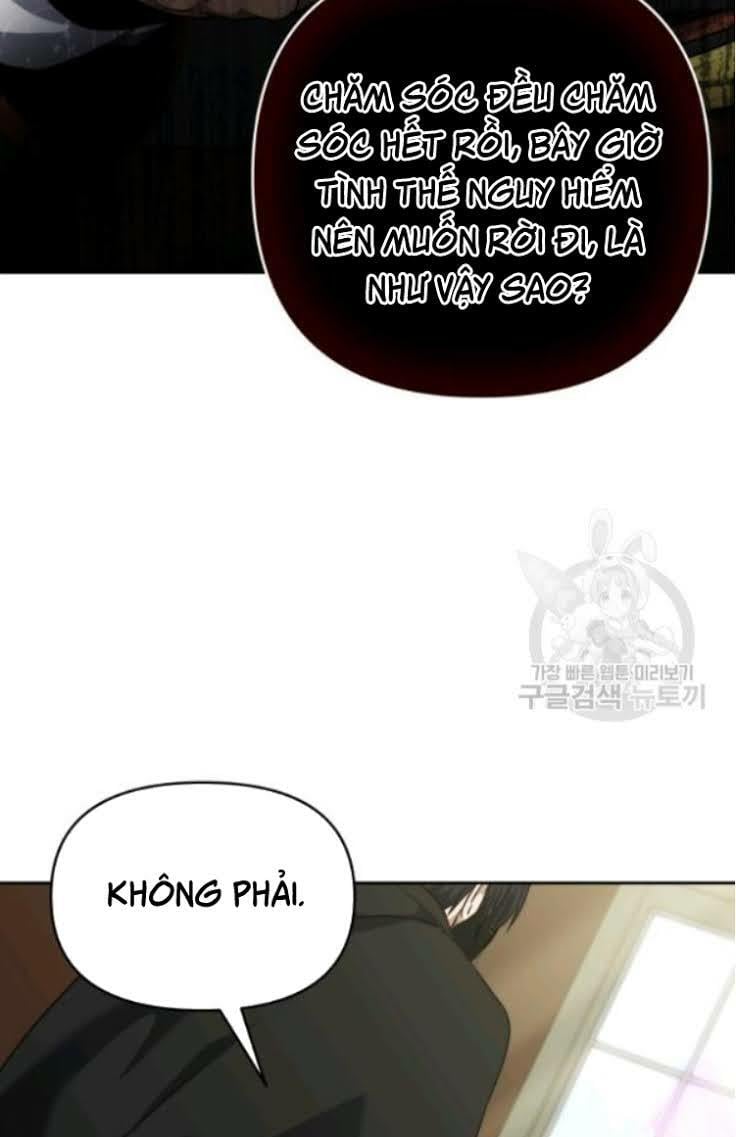 CHĂM SÓC ĐỀU CHĂM
SÓC HẾT RỒI, BÂY GIỜ
TÌNH THẾ NGUY HIỂM
NÊN MUỐN RỜI ĐI, LÀ
NHƯ VẬY SAO?
가장 빠른 웹툰 미리보기
구글검색 뉴토끼
KHÔNG PHẢI.